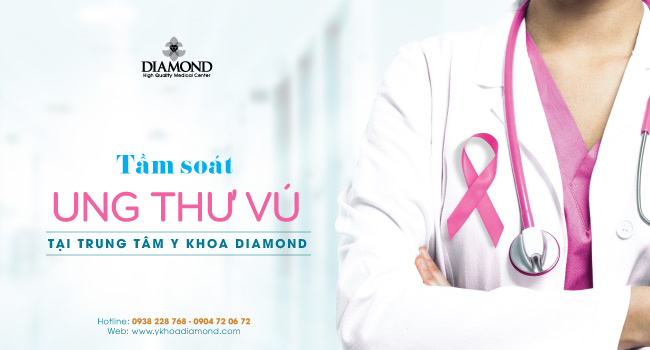 DIAMOND
High Quality Medical Center
Tầm soát
UNG THƯ VÚ
TẠI TRUNG TÂM Y KHOA DIAMOND
Hotline: 0938 228 768 - 0904 72 06 72
Web: www.ykhoadiamond.com